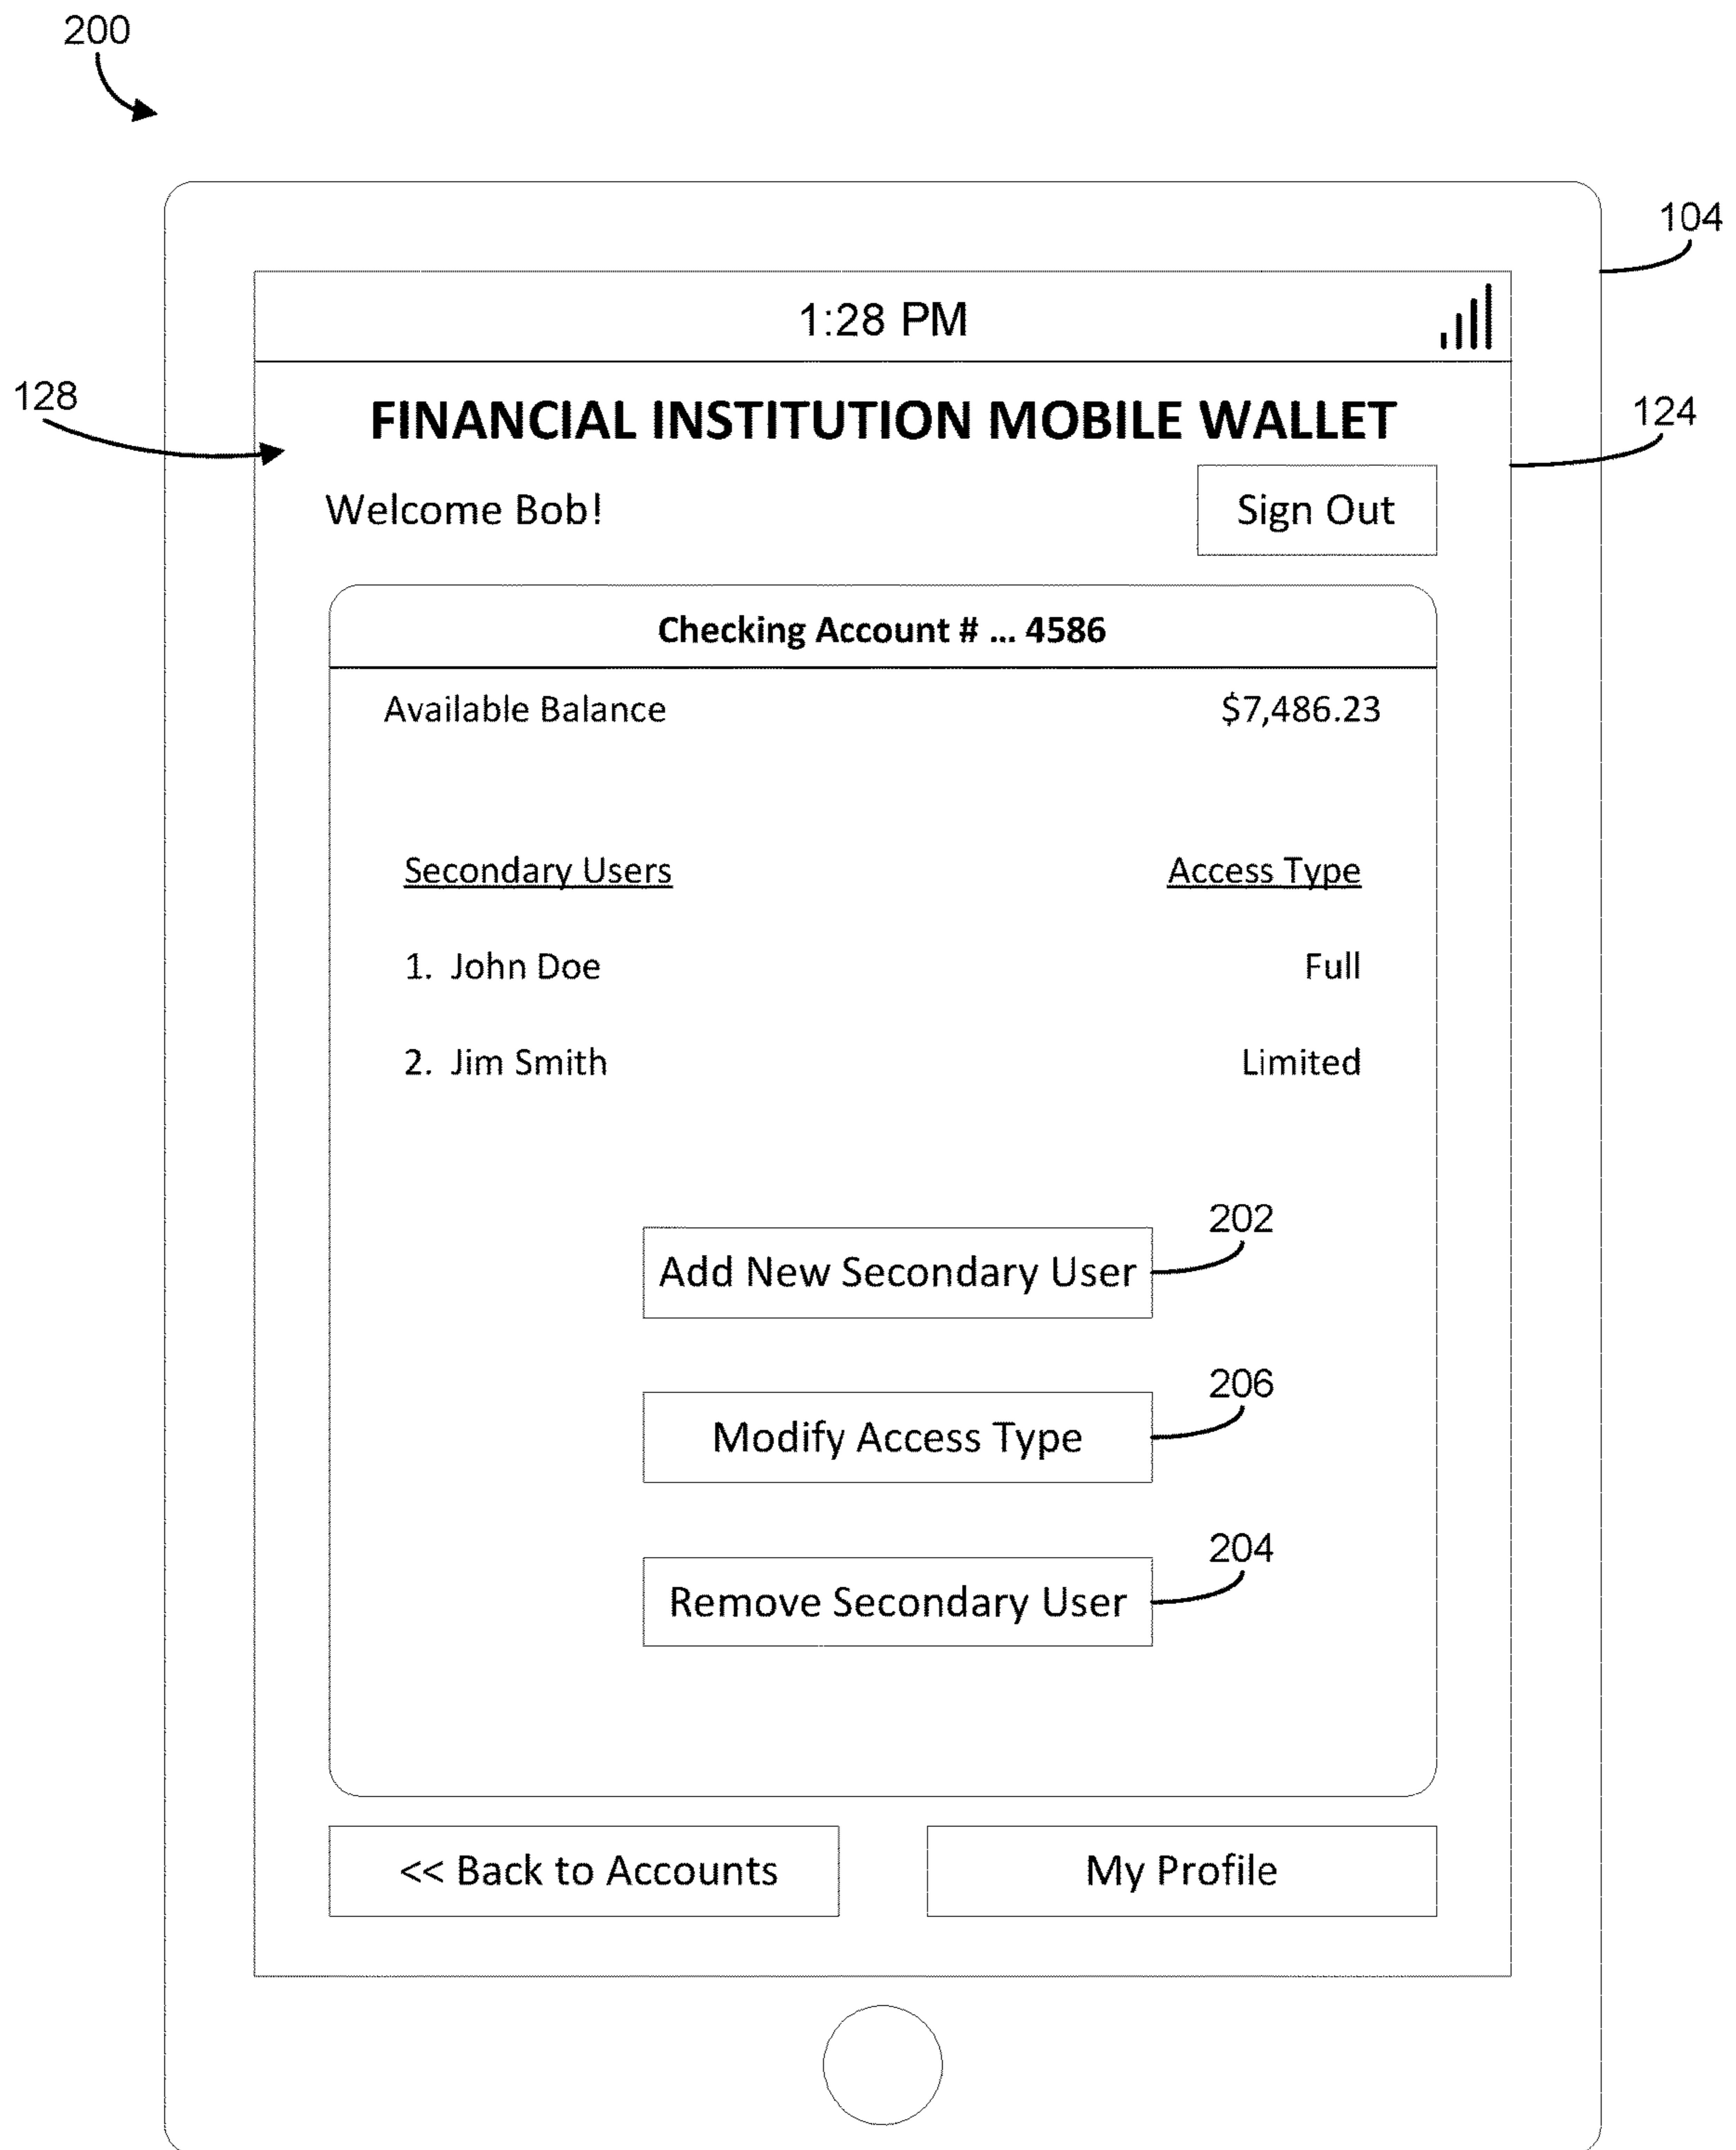 200
104
1:28 PM
128
FINANCIAL INSTITUTION MOBILE WALLET
124
Welcome Bob!
Sign Out
Checking Account # ... 4586
Available Balance $7,486.23
Secondary Users Access Type
1. John Doe Full
2. Jim Smith Limited
202
Add New Secondary User
206
Modify Access Type
204
Remove Secondary User
<< Back to Accounts
My Profile